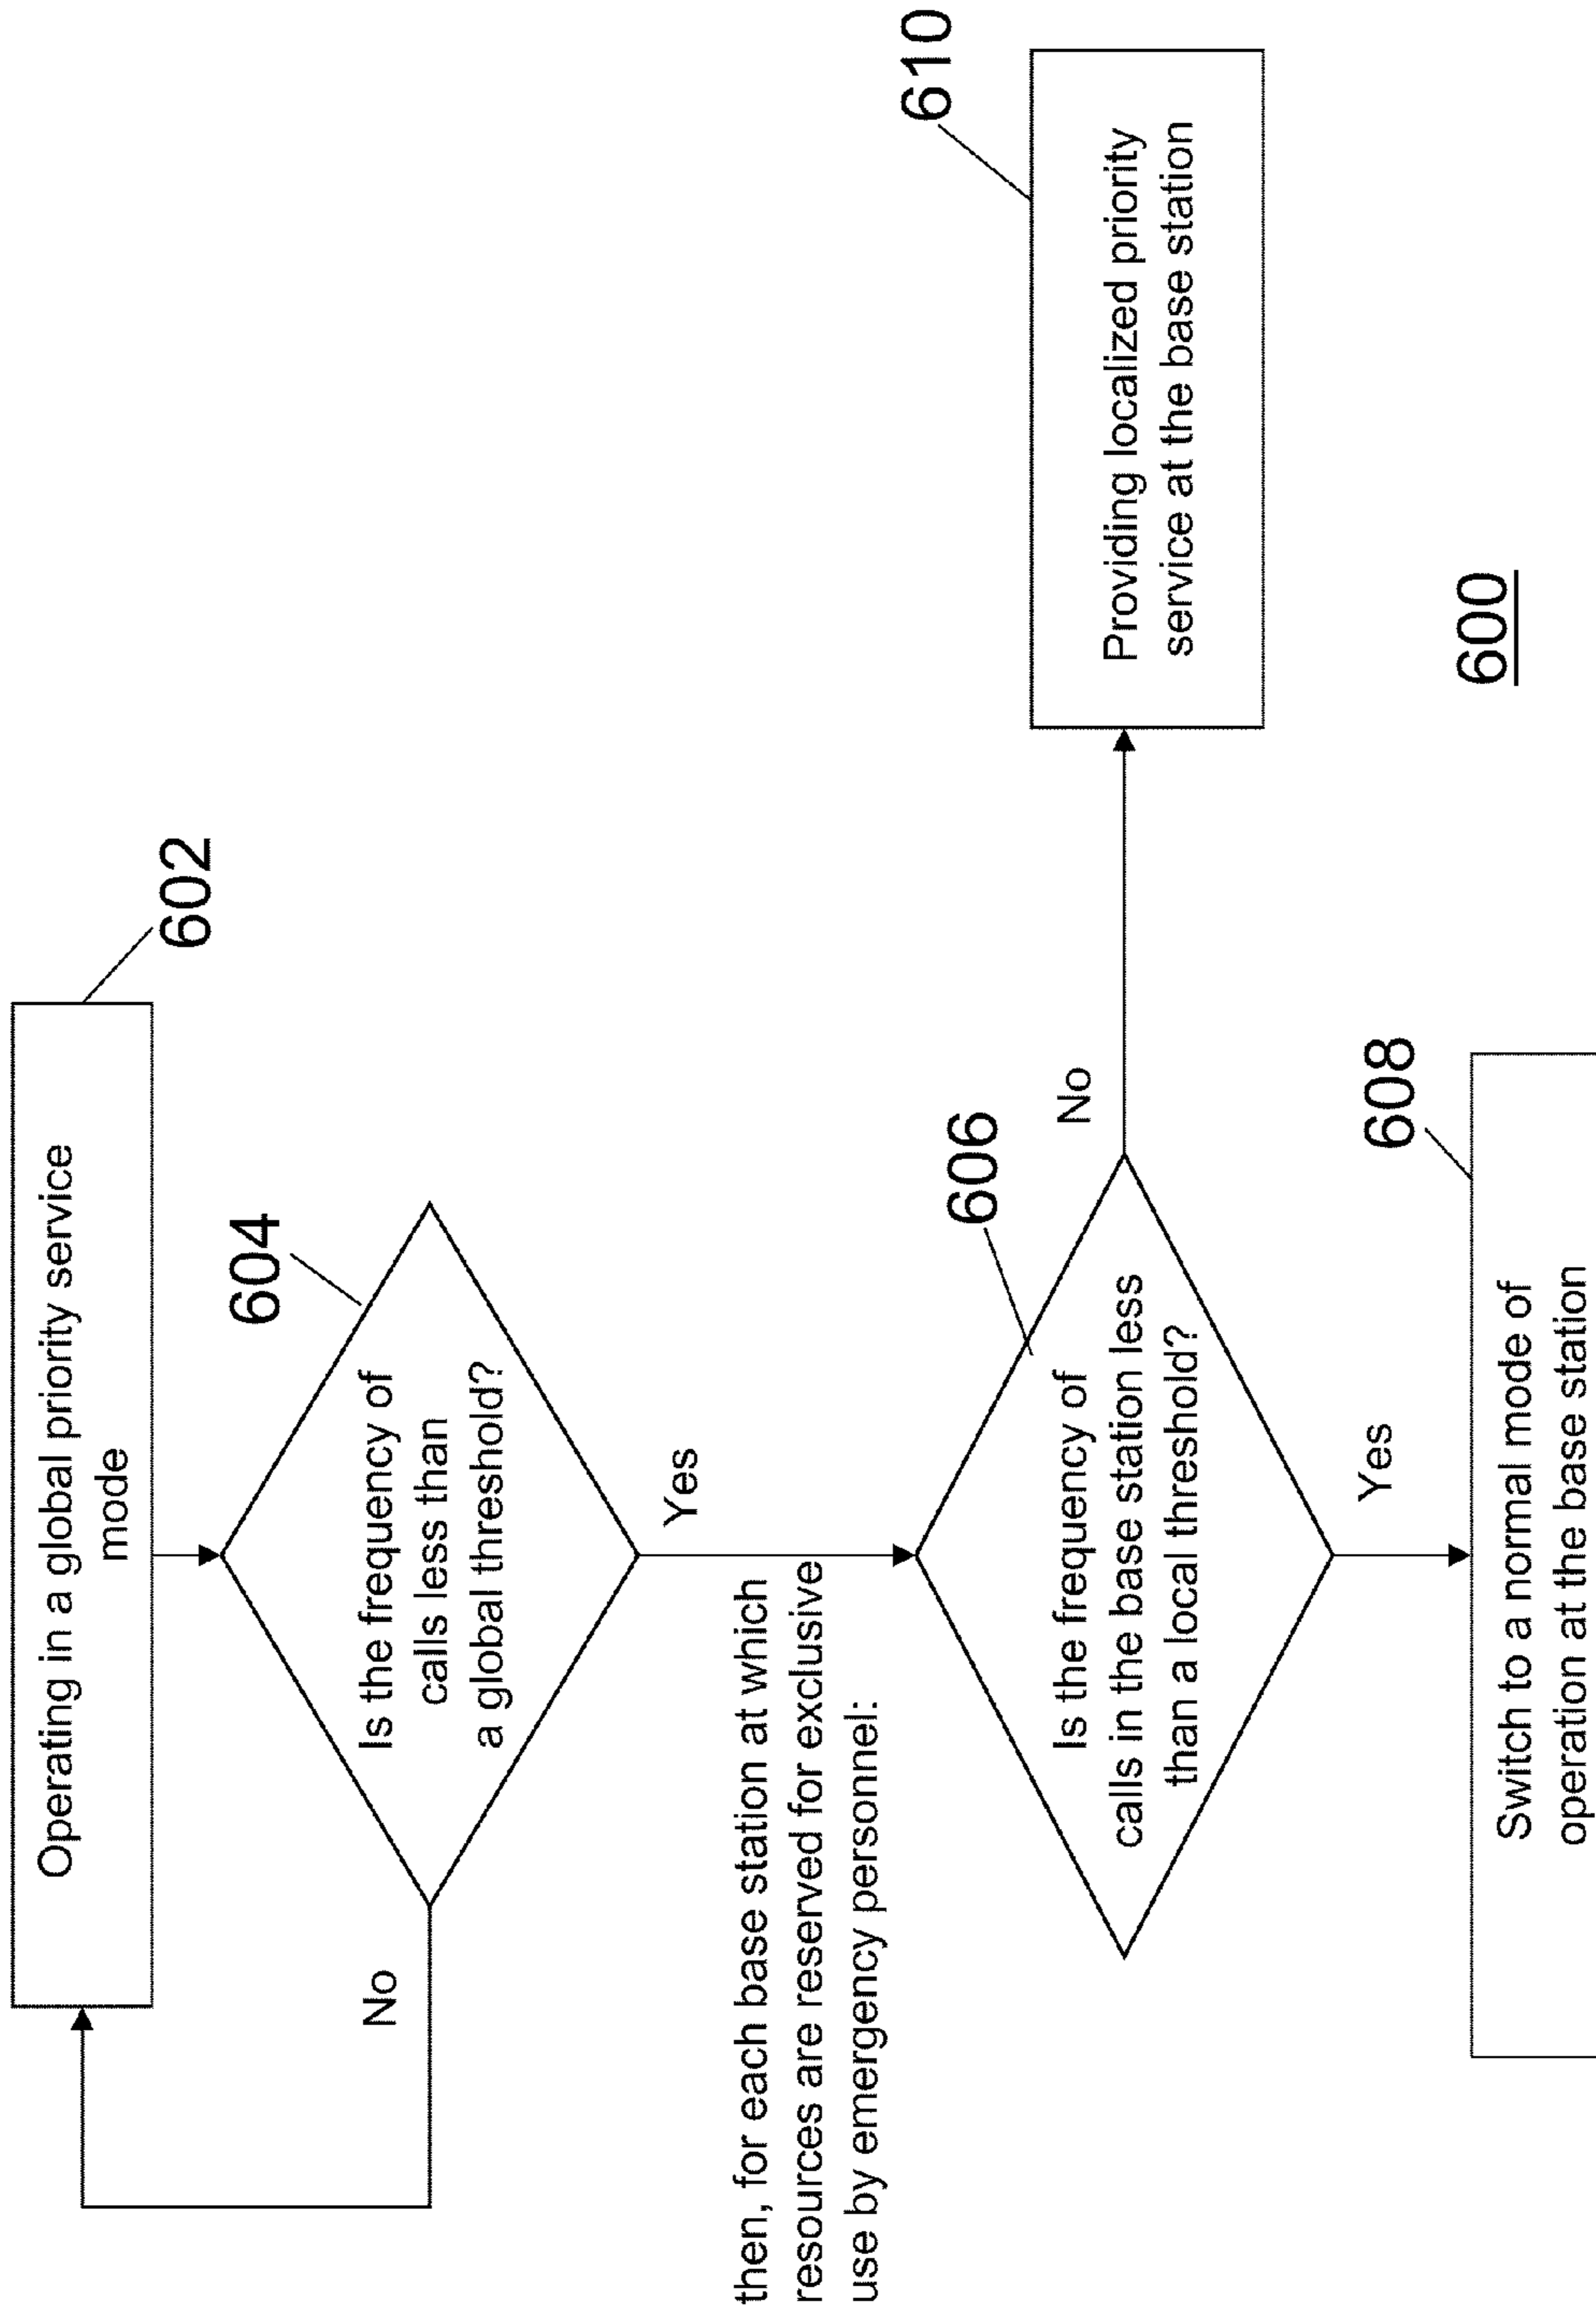 Operating in a global priority service
mode
602
604
Is the frequency of
calls less than
a global threshold?
No
Yes
then, for each base station at which
resources are reserved for exclusive
use by emergency personnel:
606
Is the frequency of
calls in the base station less
than a local threshold?
No
610
Providing localized priority
service at the base station
Yes
608
Switch to a normal mode of
operation at the base station
600